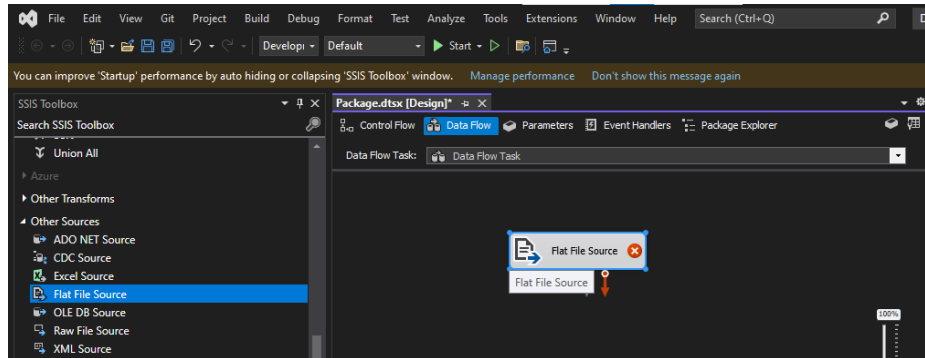 File Edit View Git Project Build Debug Format Test Analyze Tools Extensions Window Help Search (Ctrl+Q)
Default Start
You can improve 'Startup' performance by auto hiding or collapsing 'SSIS Toolbox' window. Manage performance Don't show this message again
SSIS Toolbox
Package.dtsx [Design]*
Search SSIS Toolbox
Control Flow Data Flow Parameters Event Handlers Package Explorer
Union All
Data Flow Task: Data Flow Task
Azure
Other Transforms
Other Sources
ADO NET Source
CDC Source
Excel Source
Flat File Source
OLE DB Source
Raw File Source
XML Source
Flat File Source
Flat File Source
100%